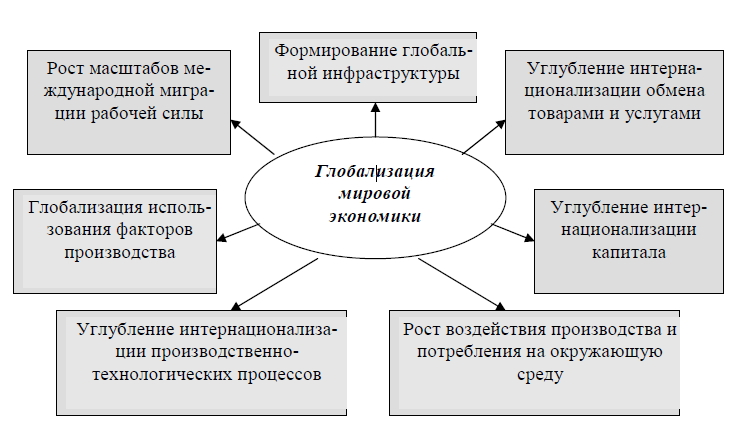 Формирование глобаль-
ной инфраструктуры
Рост масштабов ме-
ждународной мигра-
ции рабочей силы
Углубление интерна-
ционализации обмена
товарами и услугами
Глобализация
мировой
экономики
Глобализация исполь-
зования факторов
производства
Углубление интер-
национализации
капитала
Углубление интернационализа-
ции производственно-
технологических процессов
Рост воздействия производства и
потребления на окружающую
среду